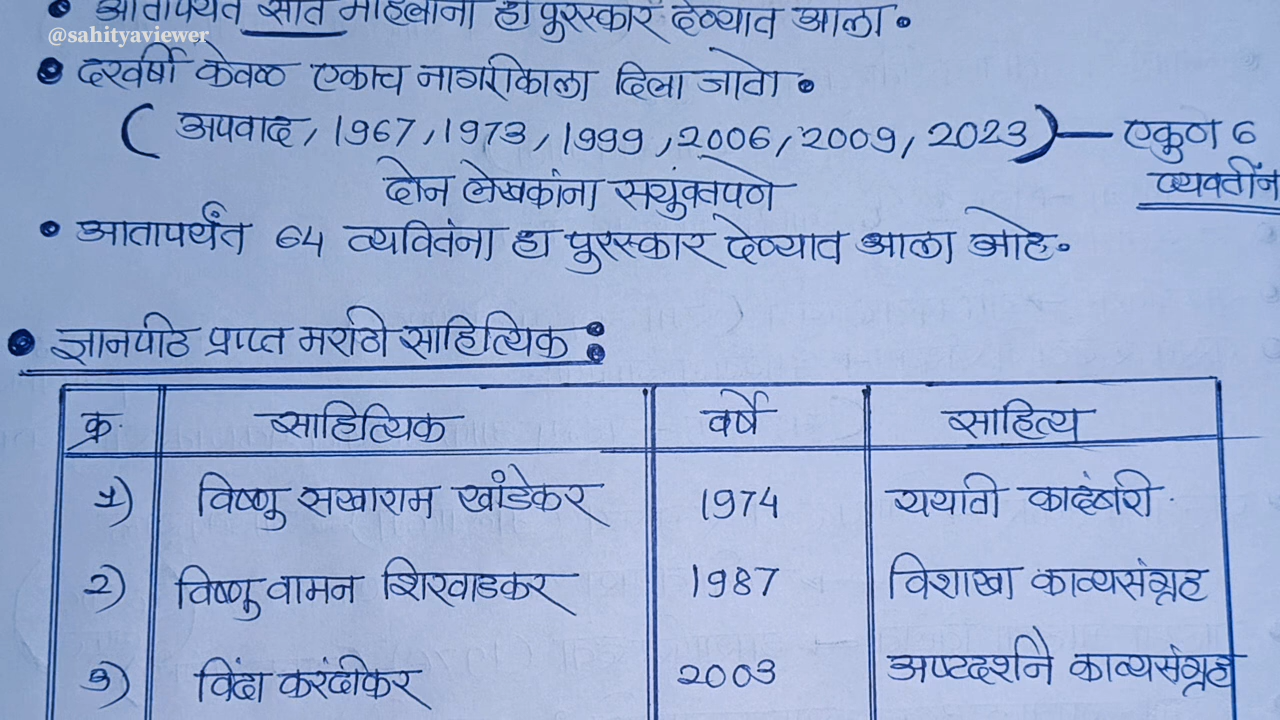 आतापर्यंत सात महिलांना हा पुरस्कार देण्यात आला.
@sahityaviewer
दरवर्षी केवळ एकाच नागरीकाला दिला जातो.
(अपवाद, 1967, 1973, 1999, 2006, 2009, 2023) — एकुण 6
दोन लेखकांना सयुंक्तपणे व्यक्तींन
आतापर्यंत 64 व्यक्तिंना हा पुरस्कार देण्यात आला आहे.
ज्ञानपीठ प्राप्त मराठी साहित्यिक :
क्र. साहित्यिक वर्षे साहित्य
1) विष्णु सखाराम खांडेकर 1974 ययाती कादंबरी.
2) विष्णु वामन शिरवाडकर 1987 विशाखा काव्यसंग्रह
3) विंदा करंदीकर 2003 अष्टदर्शने काव्यसंग्रह